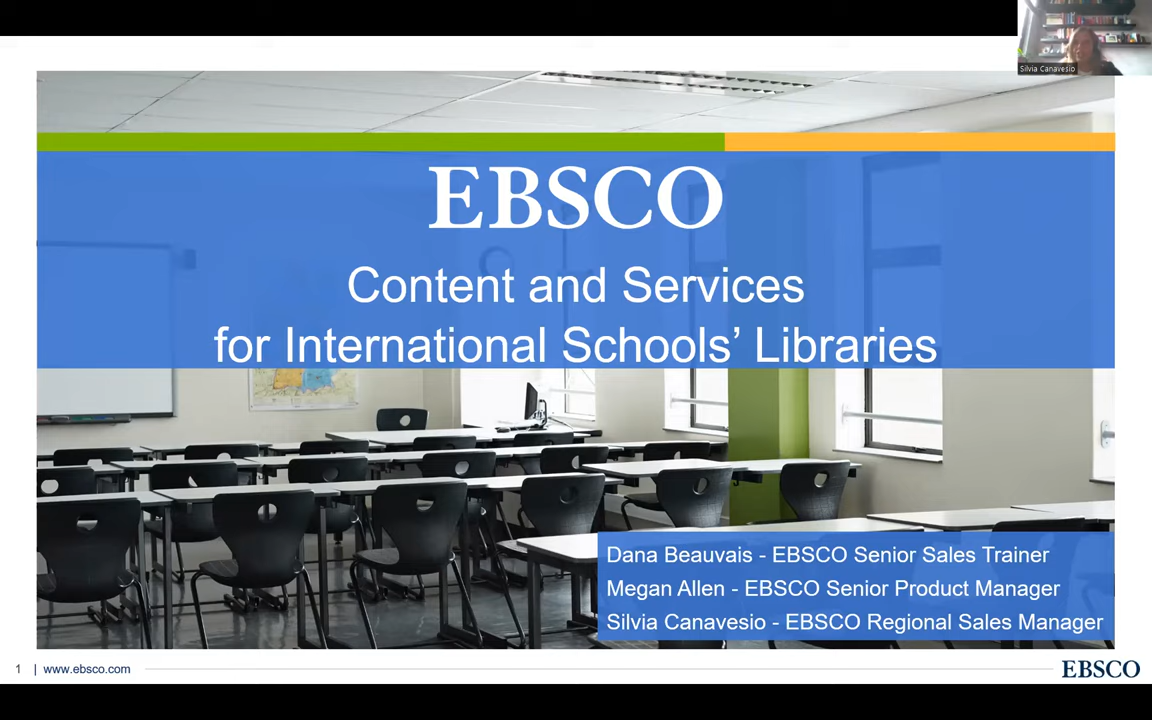 Silvia Canavesio
EBSCO
Content and Services
for International Schools’ Libraries
Dana Beauvais - EBSCO Senior Sales Trainer
Megan Allen - EBSCO Senior Product Manager
Silvia Canavesio - EBSCO Regional Sales Manager
1 | www.ebsco.com
EBSCO